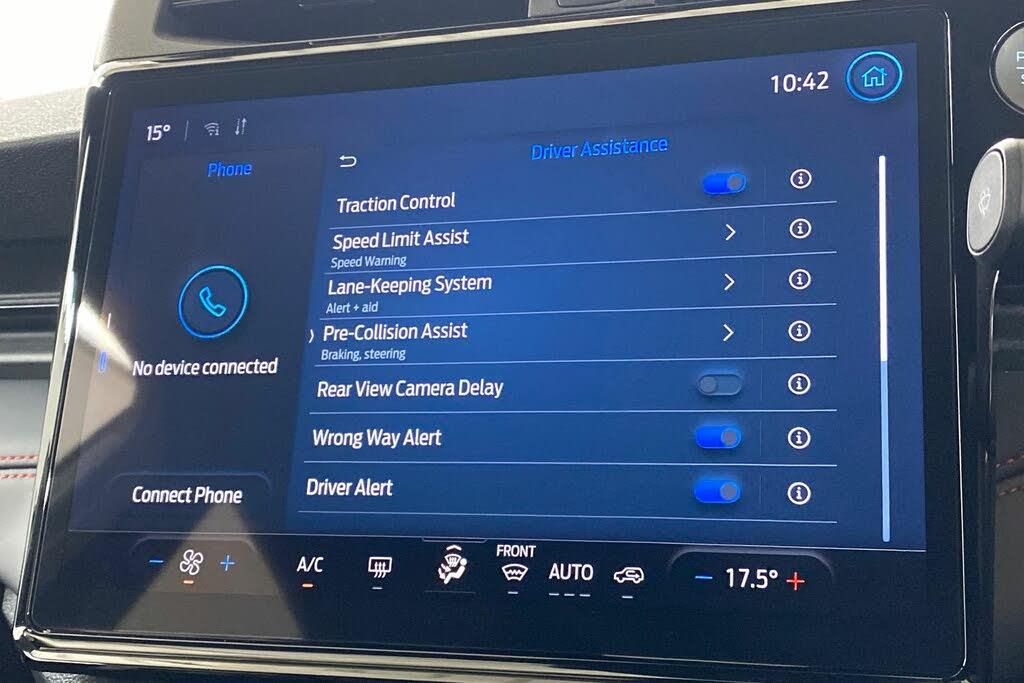 10:42
15°
Phone
Driver Assistance
Traction Control
Speed Limit Assist
Speed Warning
Lane-Keeping System
Alert + aid
Pre-Collision Assist
Braking, steering
No device connected
Rear View Camera Delay
Wrong Way Alert
Driver Alert
Connect Phone
A/C
FRONT
AUTO
17.5°